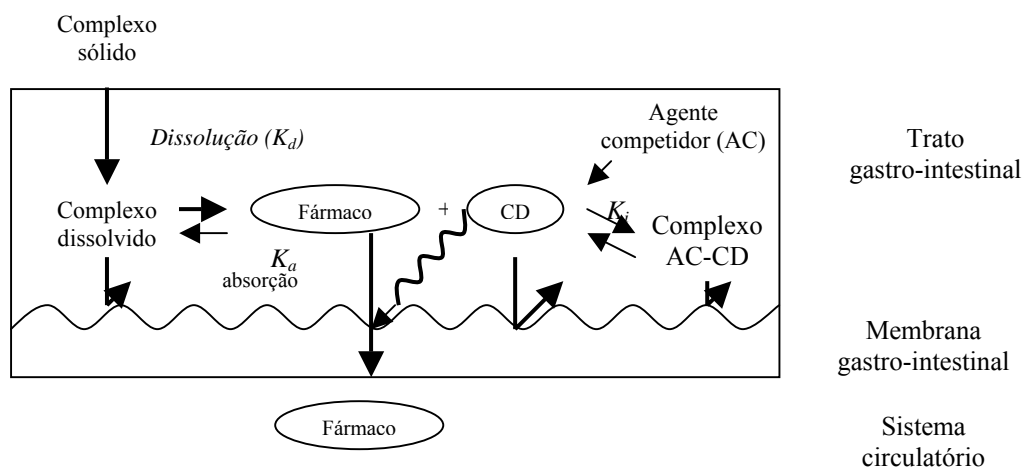 Complexo
sólido
Dissolução (Kd)
Agente
competidor (AC)
Trato
gastro-intestinal
Complexo
dissolvido
Fármaco
+
CD
Ki
Complexo
AC-CD
Ka
absorção
Membrana
gastro-intestinal
Fármaco
Sistema
circulatório